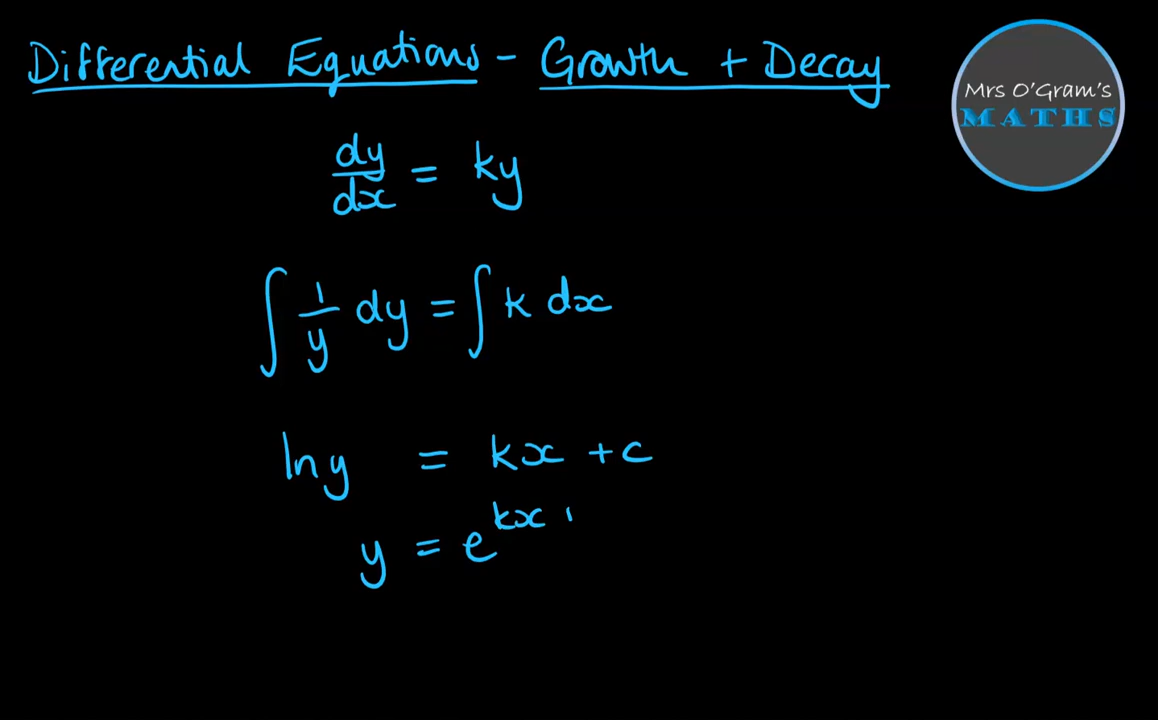 Differential Equations - Growth + Decay
Mrs O'Gram's
MATHS
dy/dx = ky
∫ 1/y dy = ∫ k dx
ln y = kx + c
y = e^kx